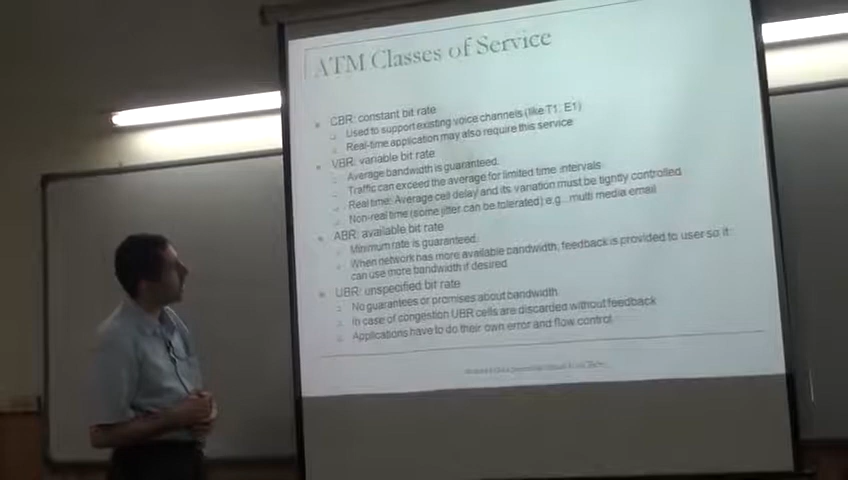 ATM Classes of Service
CBR: constant bit rate
Used to support existing voice channels (like T1, E1)
Real-time application may also require this service
VBR: variable bit rate
Average bandwidth is guaranteed.
Traffic can exceed the average for limited time intervals
Real time: Average cell delay and its variation must be tightly controlled
Non-real time (some jitter can be tolerated) e.g., multi media email
ABR: available bit rate
Minimum rate is guaranteed.
When network has more available bandwidth, feedback is provided to user so it
can use more bandwidth if desired
UBR: unspecified bit rate
No guarantees or promises about bandwidth
In case of congestion UBR cells are discarded without feedback
Applications have to do their own error and flow control